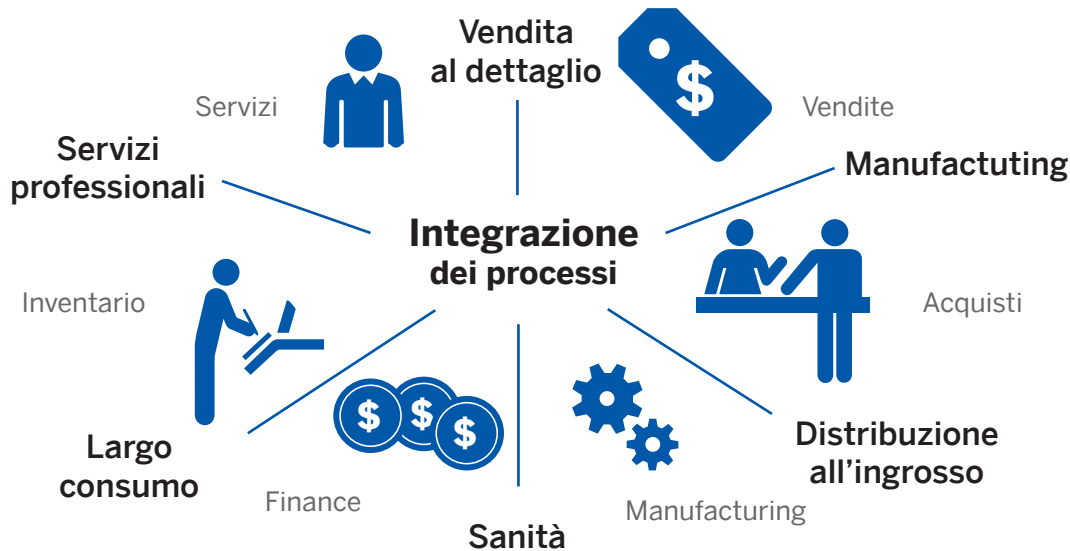 Vendita
al dettaglio
$
Servizi
Vendite
Servizi
professionali
Manufactuting
Integrazione
dei processi
Inventario
Acquisti
$
$
$
Largo
consumo
Distribuzione
all'ingrosso
Finance
Manufacturing
Sanità